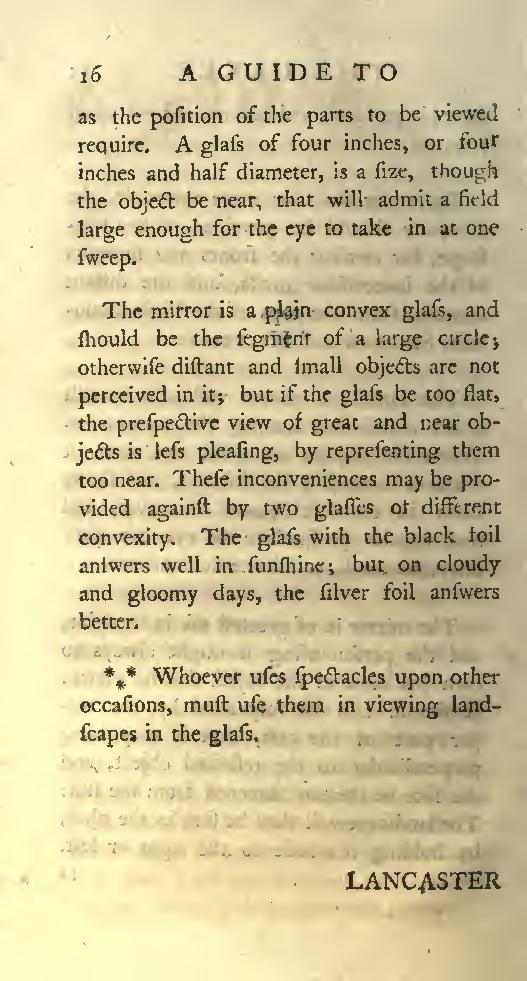 16 A GUIDE TO
as the poſition of the parts to be viewed
require. A glaſs of four inches, or four
inches and half diameter, is a ſize, though
the object be near, that will admit a field
large enough for the eye to take in at one
ſweep.
The mirror is a plain convex glaſs, and
ſhould be the ſegment of a large circle;
otherwiſe diſtant and ſmall objects are not
perceived in it; but if the glaſs be too flat,
the preſpective view of great and near ob-
jects is leſs pleaſing, by repreſenting them
too near. Theſe inconveniences may be pro-
vided againſt by two glaſſes of different
convexity. The glaſs with the black foil
anſwers well in ſunſhine; but on cloudy
and gloomy days, the ſilver foil anſwers
better.
*⁎* Whoever uſes ſpectacles upon other
occaſions, muſt uſe them in viewing land-
ſcapes in the glaſs.
LANCASTER